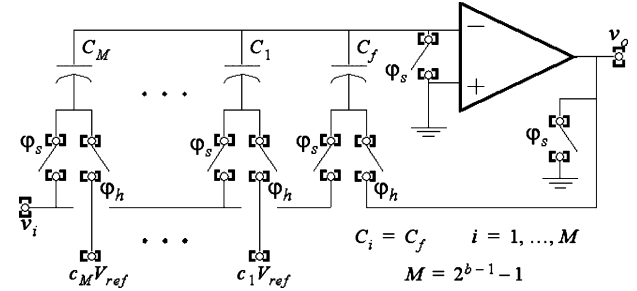 C_M C_1 C_f − v_o
φ_s +
. . .
φ_s φ_s φ_s φ_s
φ_h φ_h φ_h
v_i
C_i = C_f i = 1, ..., M
. . .
c_M V_ref c_1 V_ref M = 2^{b−1} − 1